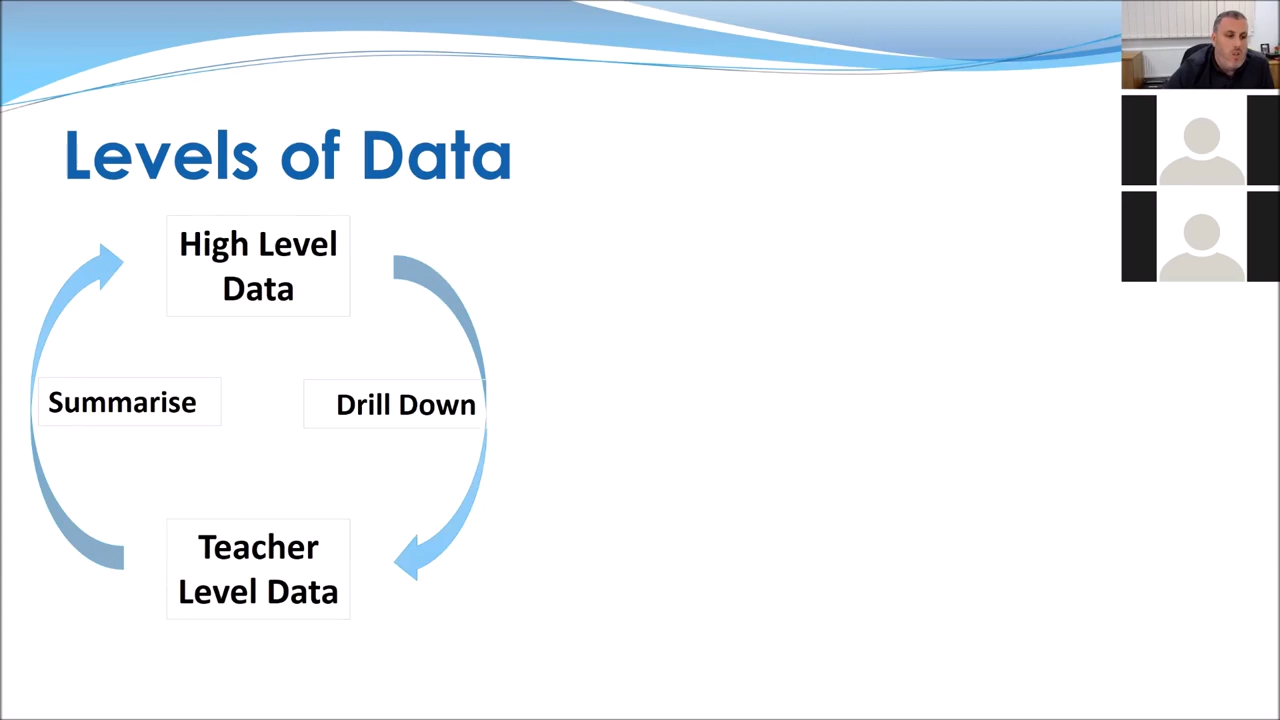 Levels of Data
High Level
Data
Summarise
Drill Down
Teacher
Level Data